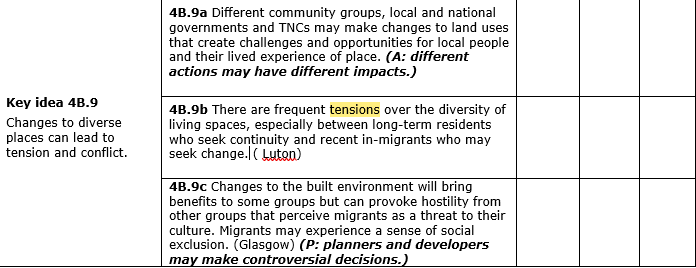 4B.9a Different community groups, local and national
governments and TNCs may make changes to land uses
that create challenges and opportunities for local people
and their lived experience of place. (A: different
actions may have different impacts.)
Key idea 4B.9
Changes to diverse
places can lead to
tension and conflict.
4B.9b There are frequent tensions over the diversity of
living spaces, especially between long-term residents
who seek continuity and recent in-migrants who may
seek change.( Luton)
4B.9c Changes to the built environment will bring
benefits to some groups but can provoke hostility from
other groups that perceive migrants as a threat to their
culture. Migrants may experience a sense of social
exclusion. (Glasgow) (P: planners and developers
may make controversial decisions.)